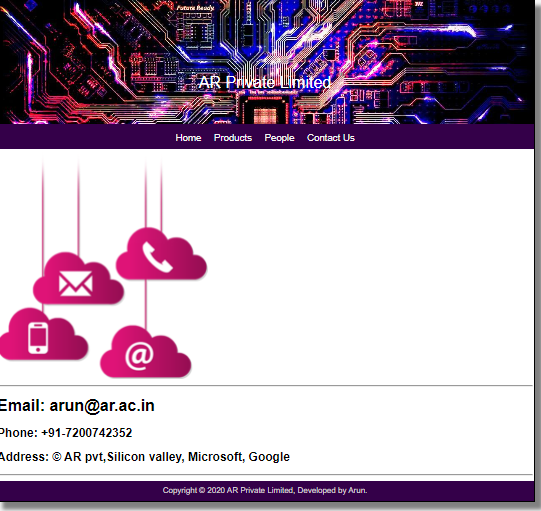 Future Ready.
AR Private Limited
Home Products People Contact Us
@
Email: arun@ar.ac.in
Phone: +91-7200742352
Address: © AR pvt,Silicon valley, Microsoft, Google
Copyright © 2020 AR Private Limited, Developed by Arun.